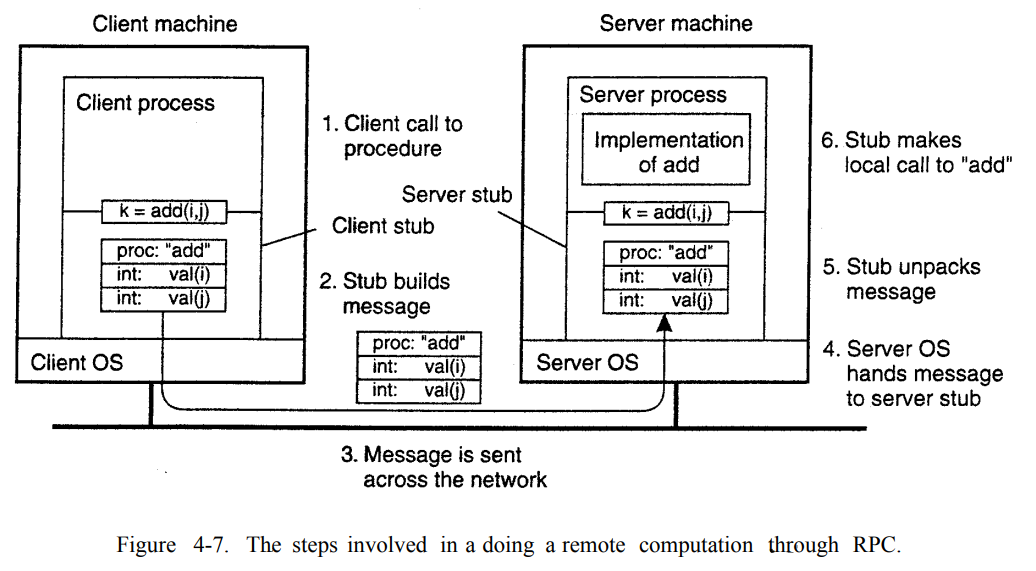 Client machine
Server machine
Client process
Server process
Implementation
of add
1. Client call to
procedure
6. Stub makes
local call to "add"
Server stub
k = add(i,j)
k = add(i,j)
Client stub
proc: "add"
int: val(i)
int: val(j)
proc: "add"
int: val(i)
int: val(j)
2. Stub builds
message
5. Stub unpacks
message
proc: "add"
int: val(i)
int: val(j)
Client OS
Server OS
4. Server OS
hands message
to server stub
3. Message is sent
across the network
Figure 4-7. The steps involved in a doing a remote computation through RPC.